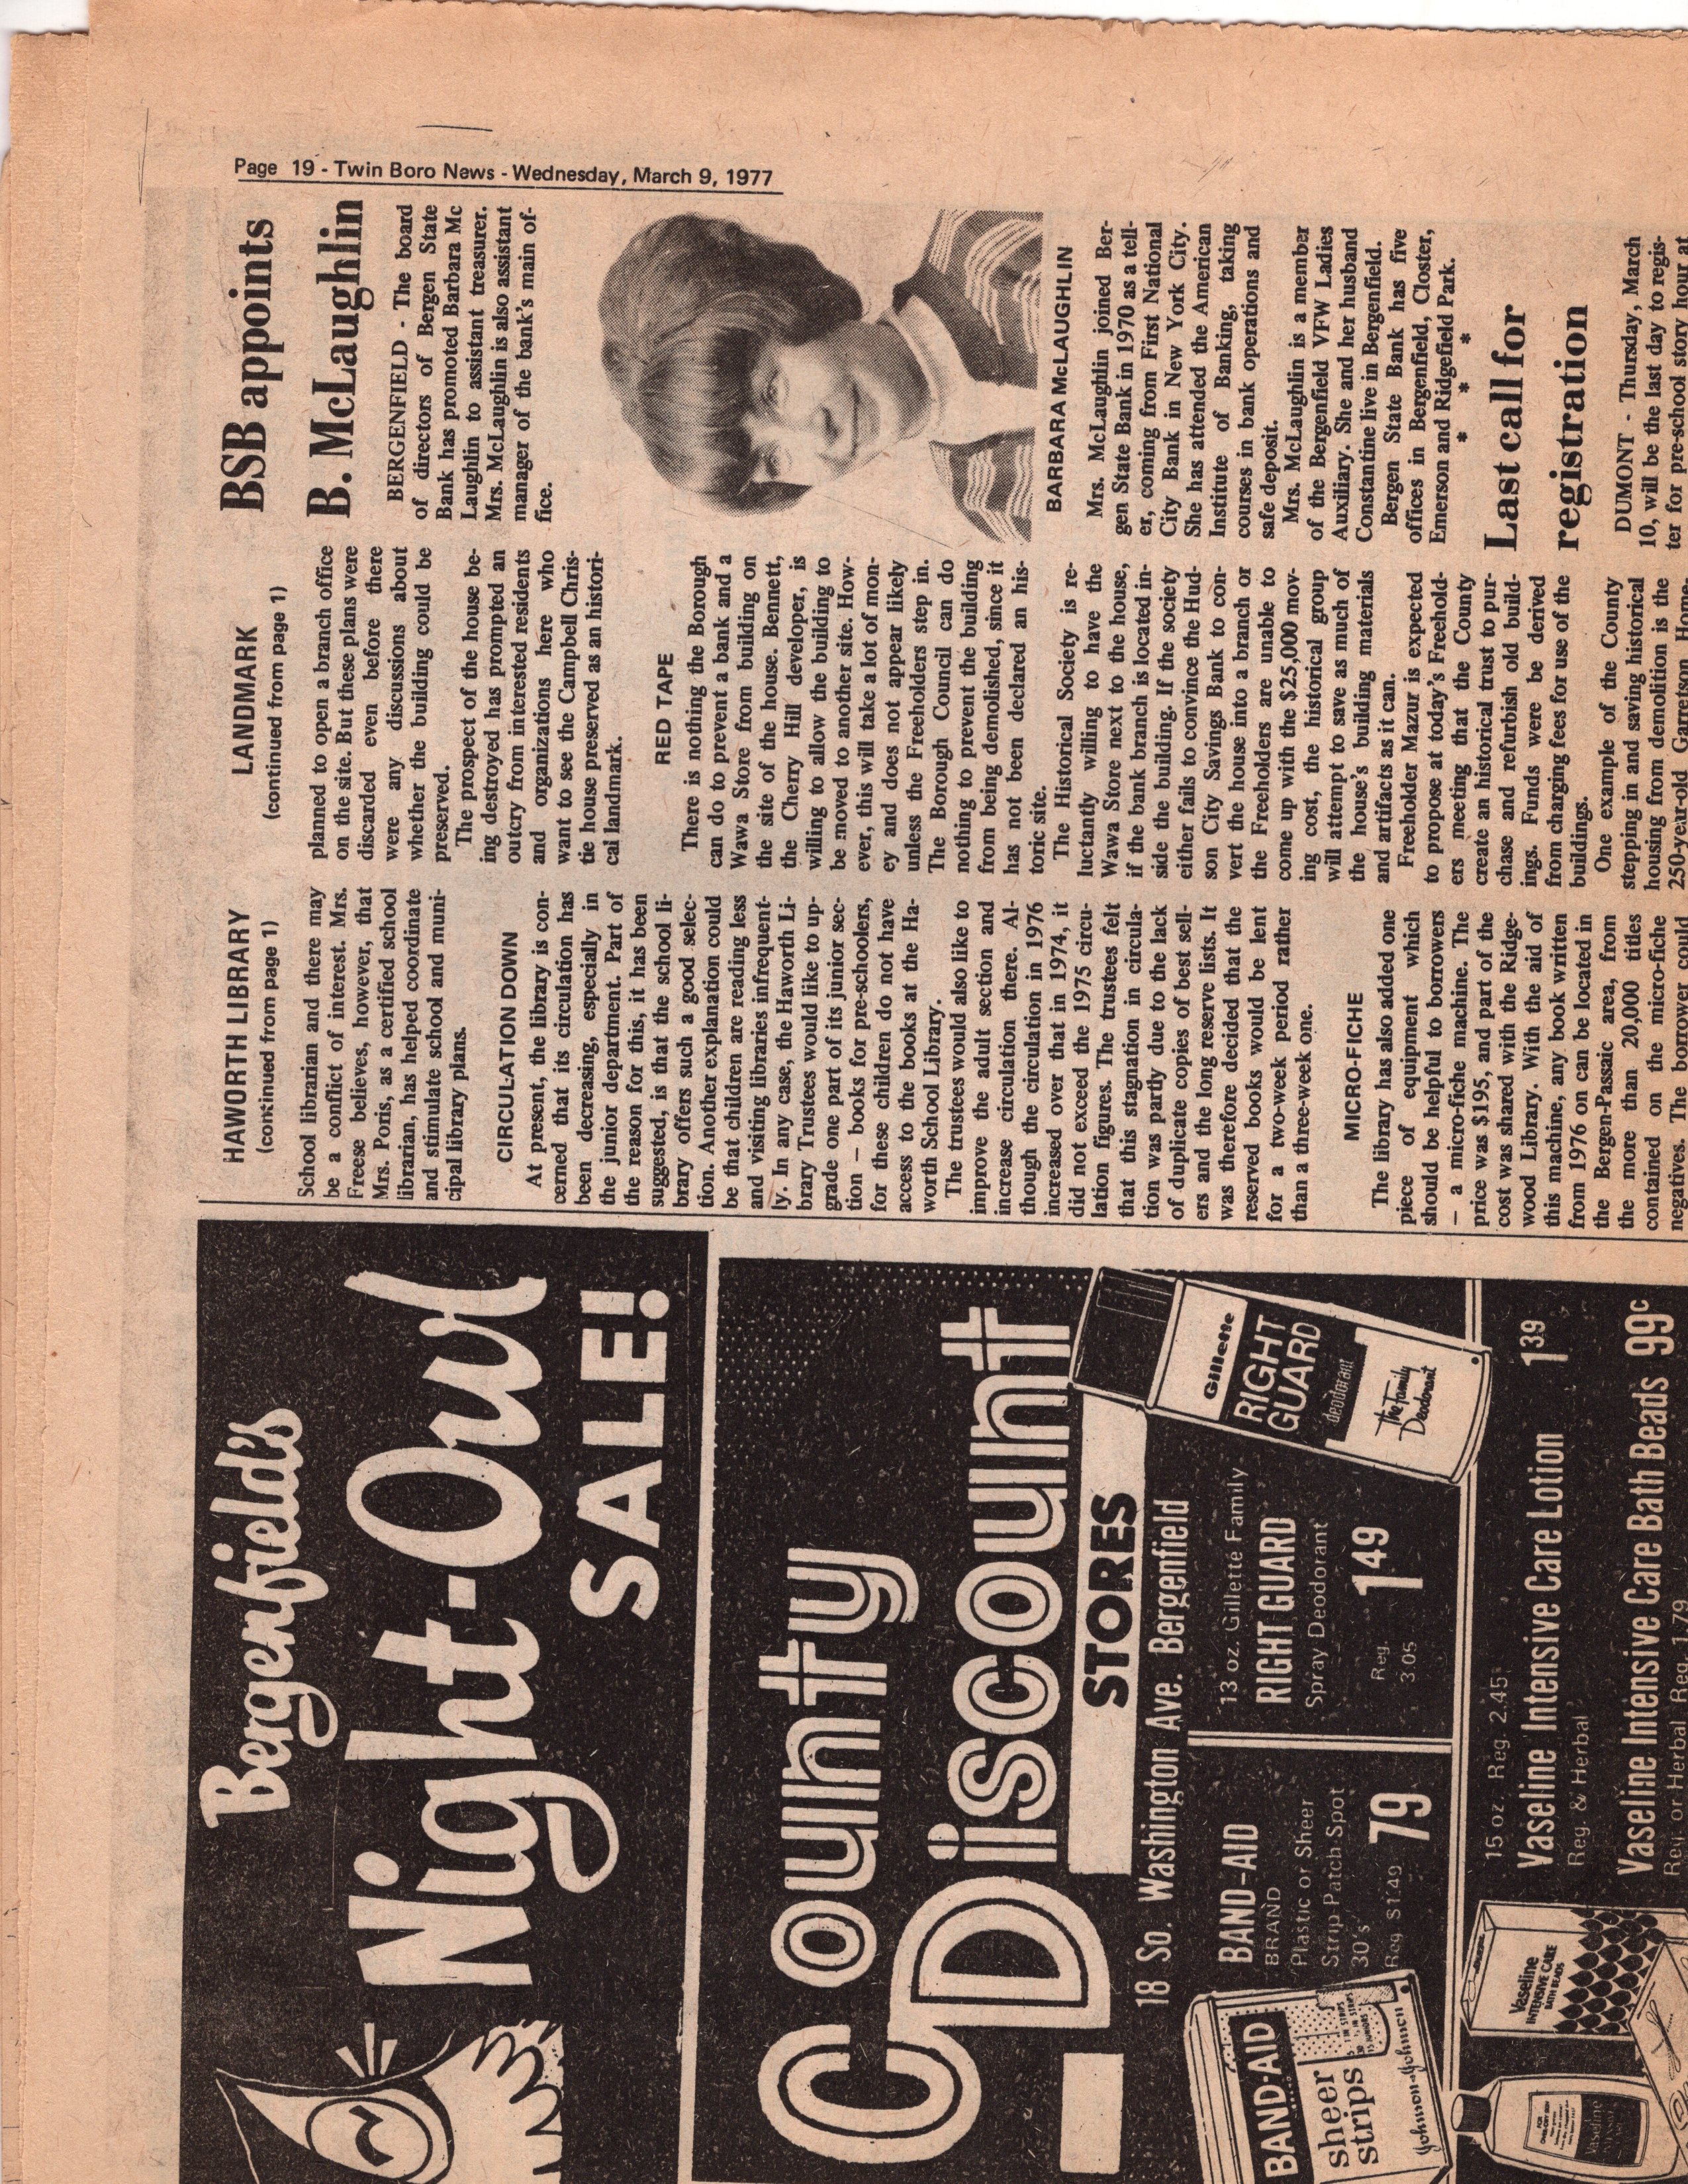 Page 19 - Twin Boro News - Wednesday, March 9, 1977
Bergenfield's
Night-Owl
SALE!
County
Discount
STORES
18 So. Washington Ave. Bergenfield
BAND-AID
sheer
strips
Johnson & Johnson
BAND-AID
BRAND
Plastic or Sheer
Strip Patch Spot
30's
Reg $1.49 79
13 oz. Gillette Family
RIGHT GUARD
Spray Deodorant
Reg
3.05
1 49
Gillette
RIGHT
GUARD
deodorant
The Family
Deodorant
15 oz. Reg. 2.45
Vaseline Intensive Care Lotion 1 39
Reg. & Herbal
Vaseline Intensive Care Bath Beads 99c
Reg. or Herbal Reg. 1.79
Vaseline
INTENSIVE CARE
BATH BEADS
HAWORTH LIBRARY
(continued from page 1)
School librarian and there may
be a conflict of interest. Mrs.
Freese believes, however, that
Mrs. Poris, as a certified school
librarian, has helped coordinate
and stimulate school and muni-
cipal library plans.
CIRCULATION DOWN
At present, the library is con-
cerned that its circulation has
been decreasing, especially in
the junior department. Part of
the reason for this, it has been
suggested, is that the school li-
brary offers such a good selec-
tion. Another explanation could
be that children are reading less
and visiting libraries infrequent-
ly. In any case, the Haworth Li-
brary Trustees would like to up-
grade one part of its junior sec-
tion – books for pre-schoolers,
for these children do not have
access to the books at the Ha-
worth School Library.
The trustees would also like to
improve the adult section and
increase circulation there. Al-
though the circulation in 1976
increased over that in 1974, it
did not exceed the 1975 circu-
lation figures. The trustees felt
that this stagnation in circula-
tion was partly due to the lack
of duplicate copies of best sell-
ers and the long reserve lists. It
was therefore decided that the
reserved books would be lent
for a two-week period rather
than a three-week one.
MICRO-FICHE
The library has also added one
piece of equipment which
should be helpful to borrowers
– a micro-fiche machine. The
price was $195, and part of the
cost was shared with the Ridge-
wood Library. With the aid of
this machine, any book written
from 1976 on can be located in
the Bergen-Passaic area, from
the more than 20,000 titles
contained on the micro-fiche
negatives. The borrower could
LANDMARK
(continued from page 1)
planned to open a branch office
on the site. But these plans were
discarded even before there
were any discussions about
whether the building could be
preserved.
The prospect of the house be-
ing destroyed has prompted an
outcry from interested residents
and organizations here who
want to see the Campbell Chris-
tie house preserved as an histori-
cal landmark.
RED TAPE
There is nothing the Borough
can do to prevent a bank and a
Wawa Store from building on
the site of the house. Bennett,
the Cherry Hill developer, is
willing to allow the building to
be moved to another site. How-
ever, this will take a lot of mon-
ey and does not appear likely
unless the Freeholders step in.
The Borough Council can do
nothing to prevent the building
from being demolished, since it
has not been declared an his-
toric site.
The Historical Society is re-
luctantly willing to have the
Wawa Store next to the house,
if the bank branch is located in-
side the building. If the society
either fails to convince the Hud-
son City Savings Bank to con-
vert the house into a branch or
the Freeholders are unable to
come up with the $25,000 mov-
ing cost, the historical group
will attempt to save as much of
the house's building materials
and artifacts as it can.
Freeholder Mazur is expected
to propose at today's Freehold-
ers meeting that the County
create an historical trust to pur-
chase and refurbish old build-
ings. Funds were be derived
from charging fees for use of the
buildings.
One example of the County
stepping in and saving historical
housing from demolition is the
250-year-old Garretson Home-
BSB appoints
B. McLaughlin
BERGENFIELD - The board
of directors of Bergen State
Bank has promoted Barbara Mc
Laughlin to assistant treasurer.
Mrs. McLaughlin is also assistant
manager of the bank's main of-
fice.
BARBARA McLAUGHLIN
Mrs. McLaughlin joined Ber-
gen State Bank in 1970 as a tell-
er, coming from First National
City Bank in New York City.
She has attended the American
Institute of Banking, taking
courses in bank operations and
safe deposit.
Mrs. McLaughlin is a member
of the Bergenfield VFW Ladies
Auxiliary. She and her husband
Constantine live in Bergenfield.
Bergen State Bank has five
offices in Bergenfield, Closter,
Emerson and Ridgefield Park.
* * * *
Last call for
registration
DUMONT - Thursday, March
10, will be the last day to regis-
ter for pre-school story hour at